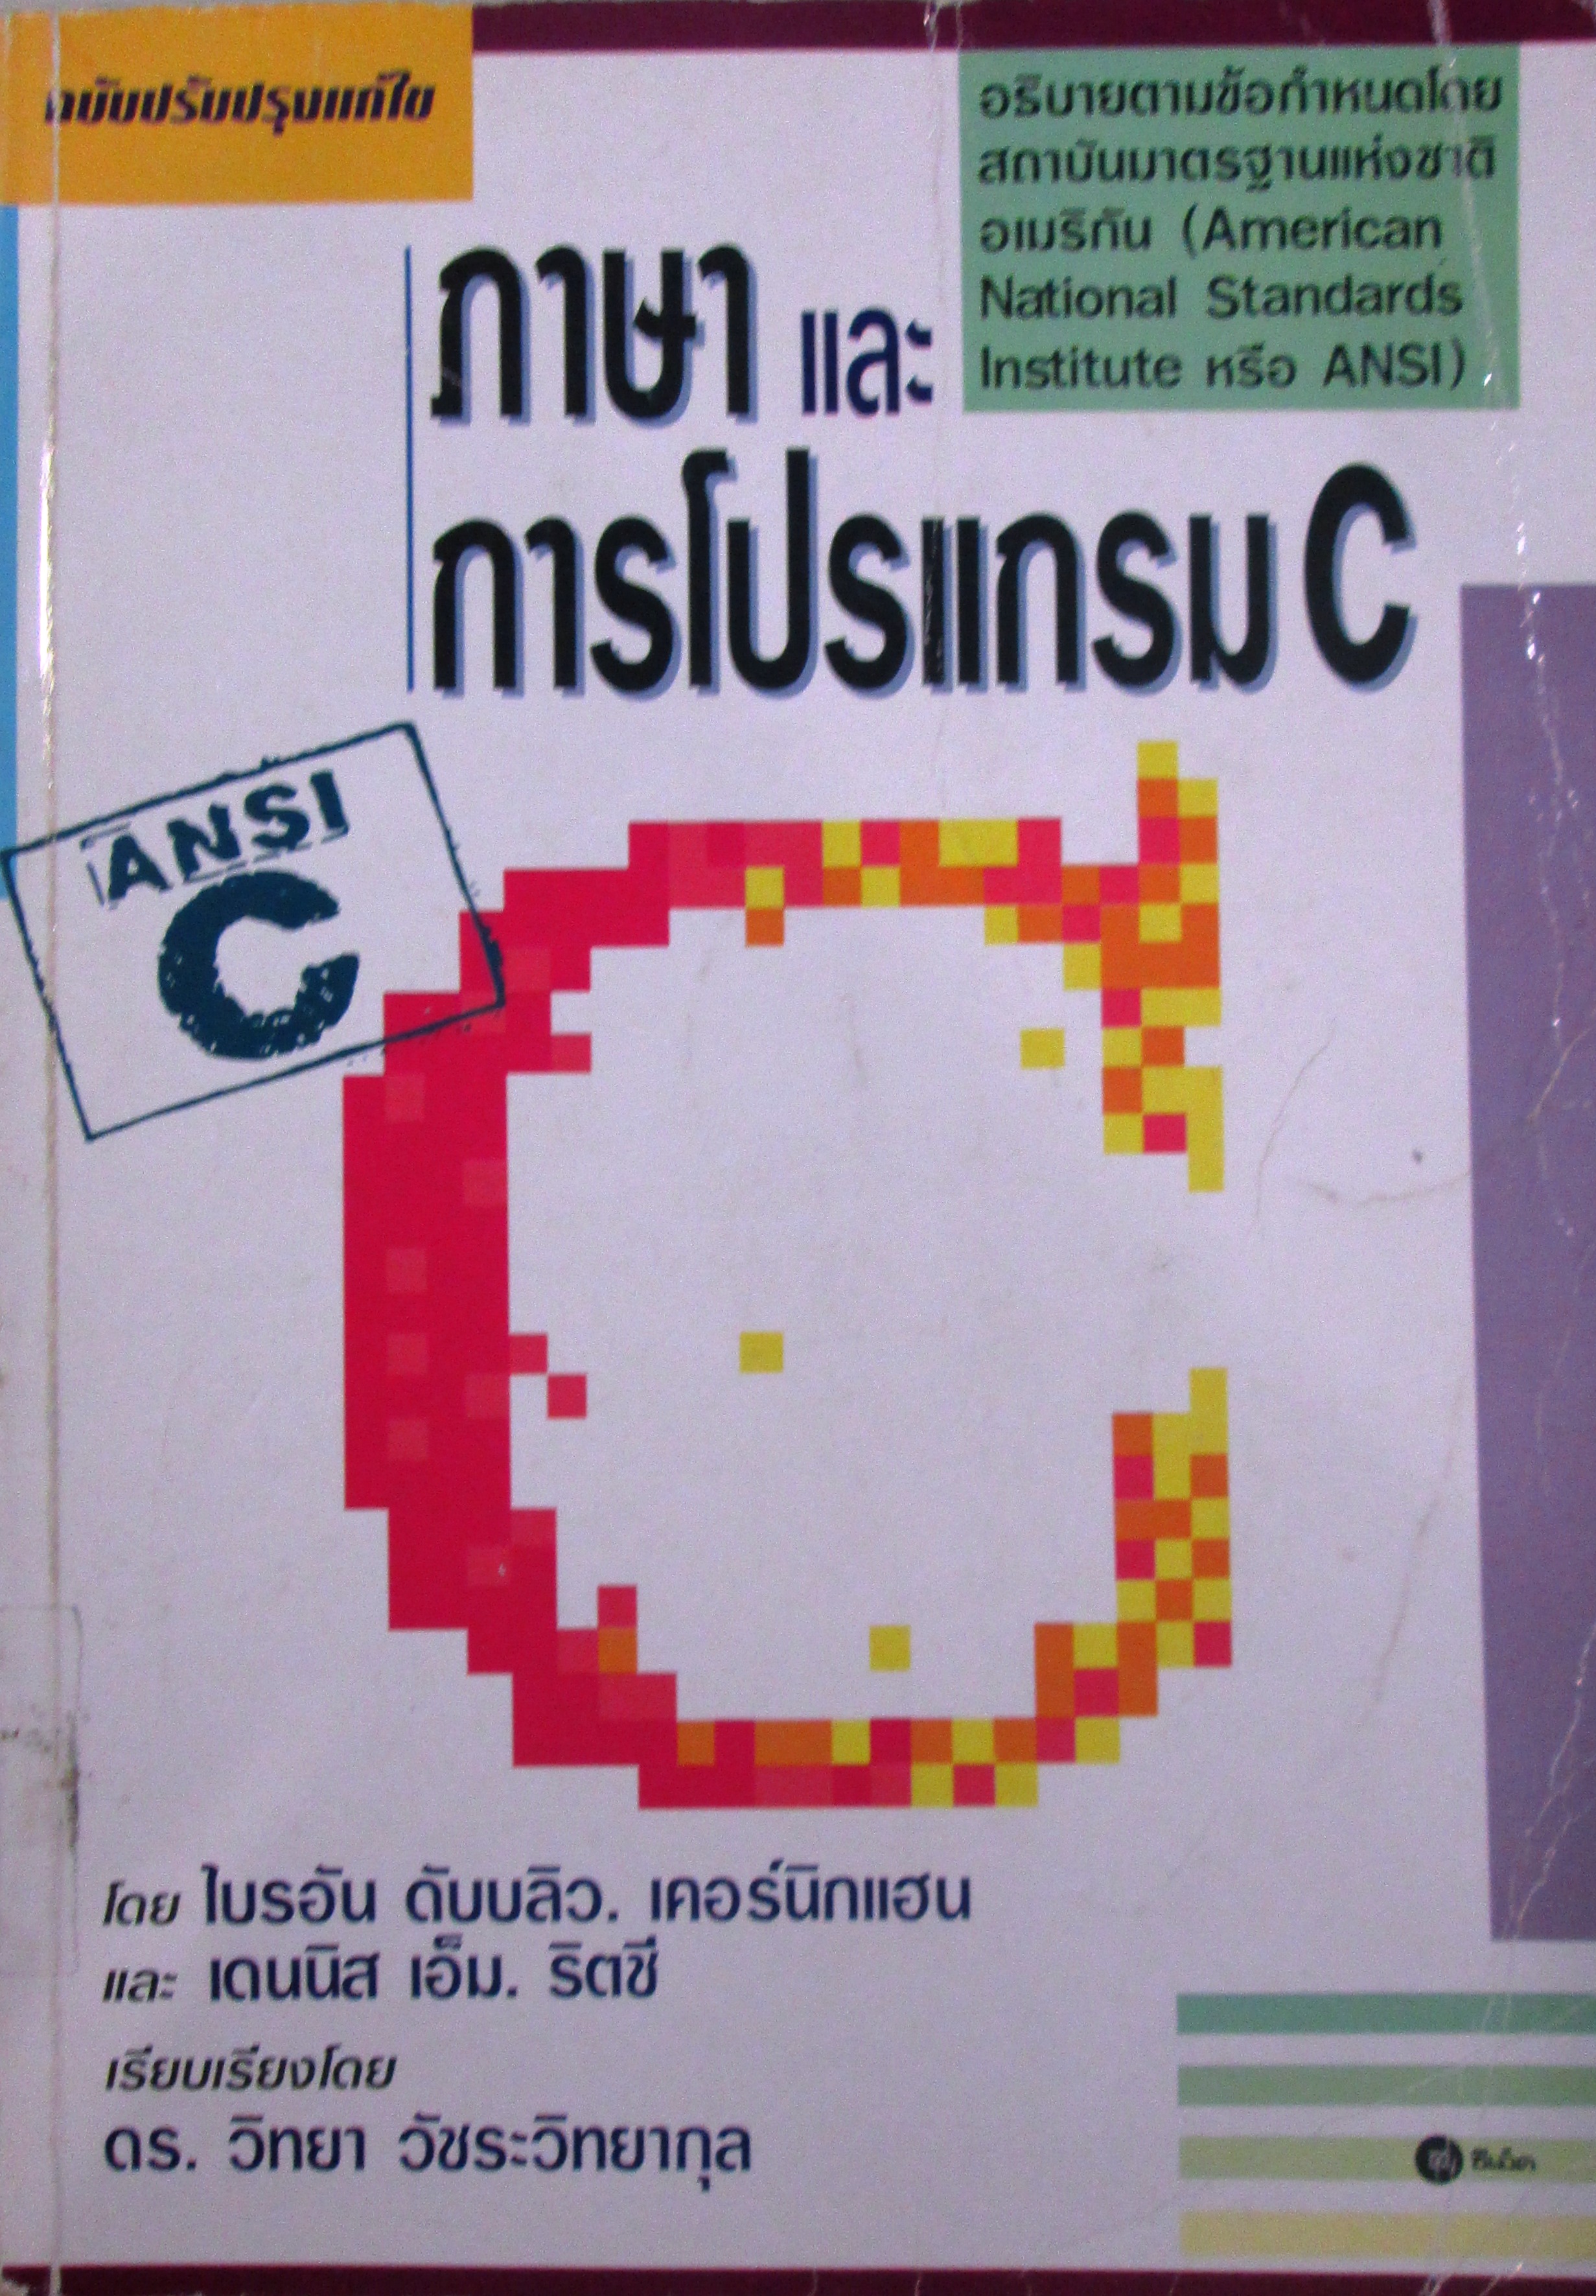 ฉบับปรับปรุงแก้ไข
อธิบายตามข้อกำหนดโดย
สถาบันมาตรฐานแห่งชาติ
อเมริกัน (American
National Standards
Institute หรือ ANSI)
ภาษา และ
การโปรแกรม C
ANSI
C
โดย ไบรอัน ดับบลิว. เคอร์นิกแฮน
และ เดนนิส เอ็ม. ริตชี
เรียบเรียงโดย
ดร. วิทยา วัชระวิทยากุล
ซีเอ็ด